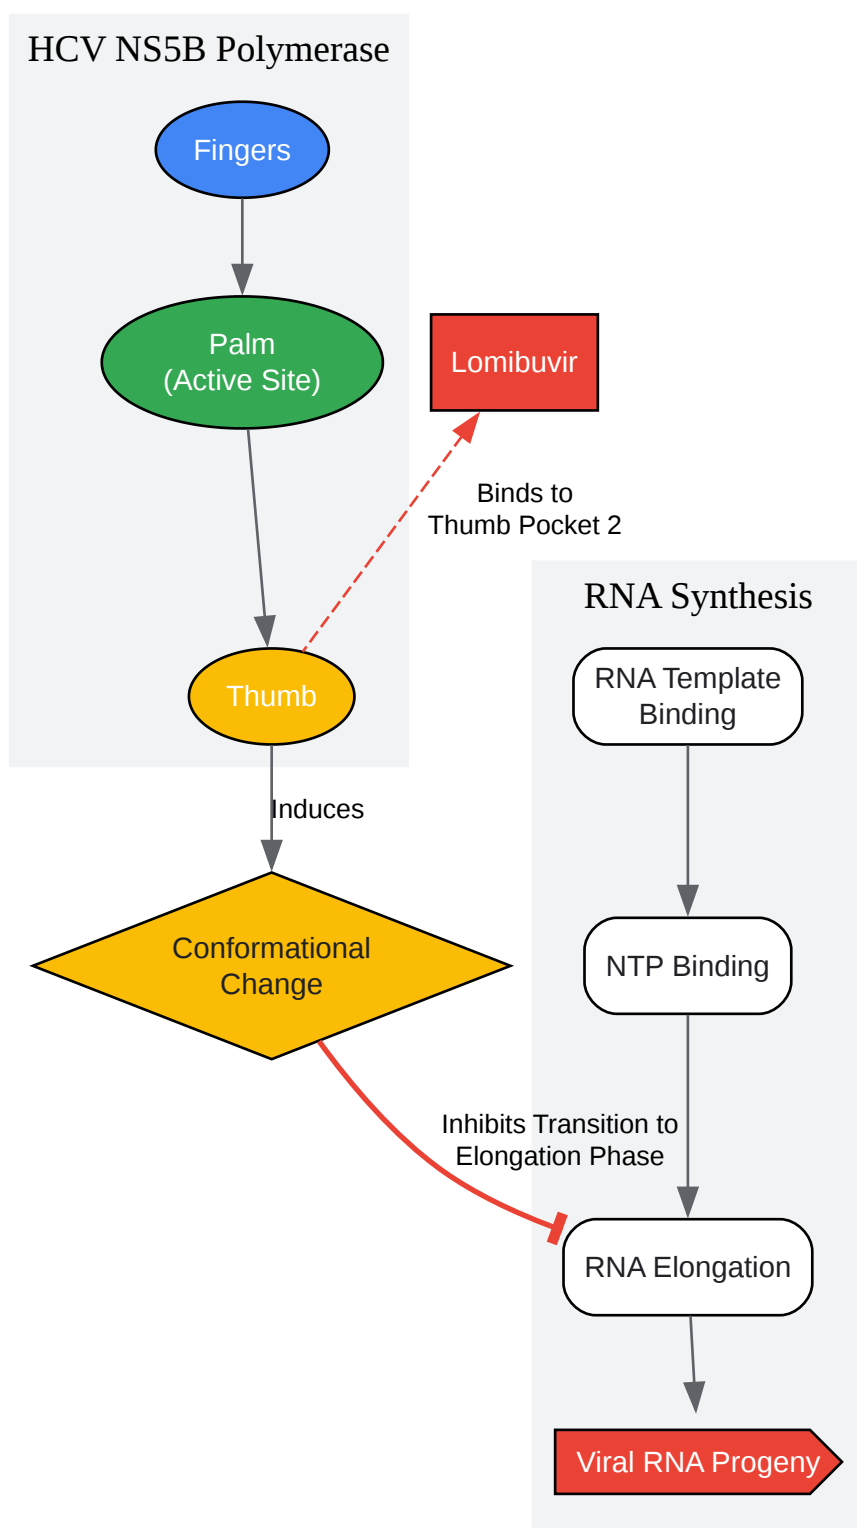 HCV NS5B Polymerase
Fingers
Palm
(Active Site)
Lomibuvir
Binds to
Thumb Pocket 2
Thumb
Induces
Conformational
Change
Inhibits Transition to
Elongation Phase
RNA Synthesis
RNA Template
Binding
NTP Binding
RNA Elongation
Viral RNA Progeny